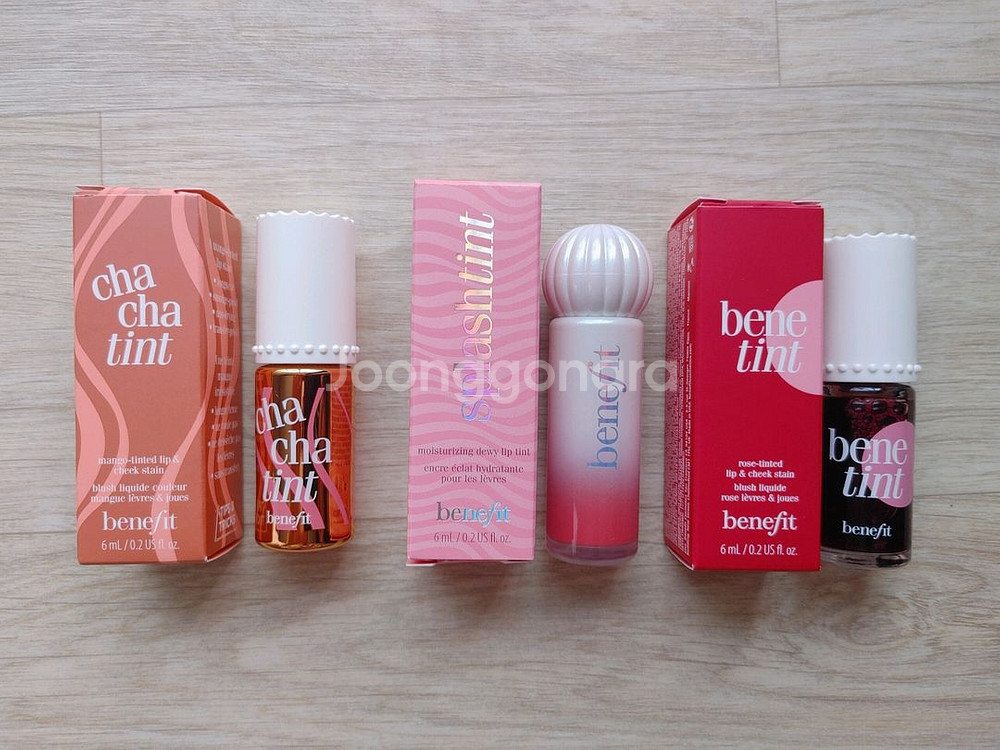 cha
cha
tint
mango-tinted lip &
cheek stain
blush liquide couleur
mangue lèvres & joues
benefit
6 mL / 0.2 US fl. oz.
TIPS &
TRICKS
cha
cha
tint
benefit
splashtint
moisturizing dewy lip tint
encre éclat hydratante
pour les lèvres
benefit
6 mL / 0.2 US fl. oz.
benefit
bene
tint
rose-tinted
lip & cheek stain
blush liquide
rose lèvres & joues
benefit
6 mL / 0.2 US fl. oz.
bene
tint
benefit
Joonggonara